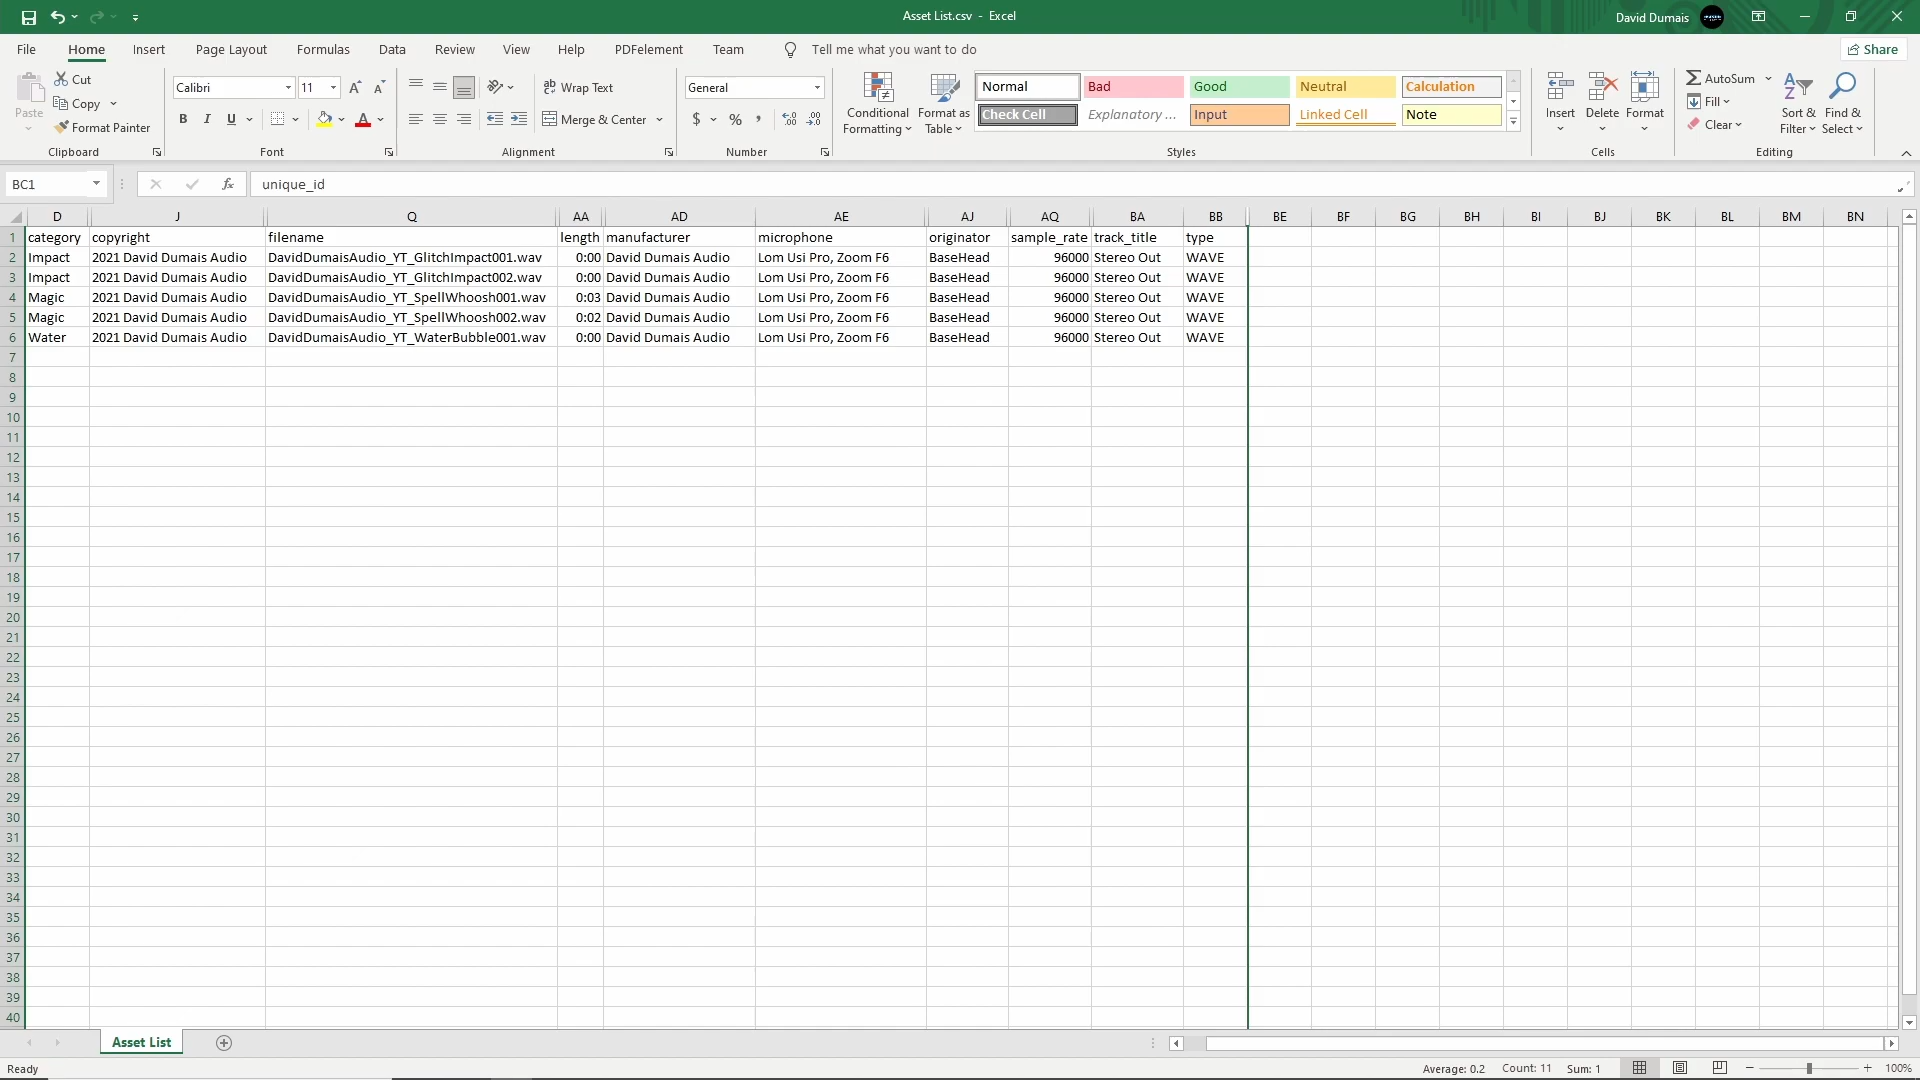 Asset List.csv - Excel
David Dumais
File Home Insert Page Layout Formulas Data Review View Help PDFelement Team Tell me what you want to do Share
Paste
Cut
Copy
Format Painter
Clipboard
Calibri 11
B I U A
Font
Wrap Text
Merge & Center
Alignment
General
$ % ,
Number
Conditional Formatting
Format as Table
Normal Bad Good Neutral Calculation
Check Cell Explanatory ... Input Linked Cell Note
Styles
Insert Delete Format
Cells
AutoSum
Fill
Clear
Sort & Filter
Find & Select
Editing
BC1 fx unique_id
D J Q AA AD AE AJ AQ BA BB BE BF BG BH BI BJ BK BL BM BN
1 category copyright filename length manufacturer microphone originator sample_rate track_title type
2 Impact 2021 David Dumais Audio DavidDumaisAudio_YT_GlitchImpact001.wav 0:00 David Dumais Audio Lom Usi Pro, Zoom F6 BaseHead 96000 Stereo Out WAVE
3 Impact 2021 David Dumais Audio DavidDumaisAudio_YT_GlitchImpact002.wav 0:00 David Dumais Audio Lom Usi Pro, Zoom F6 BaseHead 96000 Stereo Out WAVE
4 Magic 2021 David Dumais Audio DavidDumaisAudio_YT_SpellWhoosh001.wav 0:03 David Dumais Audio Lom Usi Pro, Zoom F6 BaseHead 96000 Stereo Out WAVE
5 Magic 2021 David Dumais Audio DavidDumaisAudio_YT_SpellWhoosh002.wav 0:02 David Dumais Audio Lom Usi Pro, Zoom F6 BaseHead 96000 Stereo Out WAVE
6 Water 2021 David Dumais Audio DavidDumaisAudio_YT_WaterBubble001.wav 0:00 David Dumais Audio Lom Usi Pro, Zoom F6 BaseHead 96000 Stereo Out WAVE
7
8
9
10
11
12
13
14
15
16
17
18
19
20
21
22
23
24
25
26
27
28
29
30
31
32
33
34
35
36
37
38
39
40
Asset List
Ready
Average: 0.2 Count: 11 Sum: 1 100%